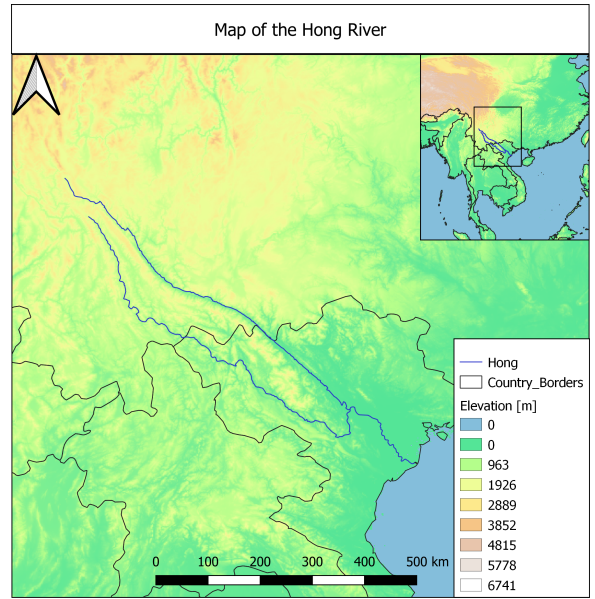 Map of the Hong River
Hong
Country_Borders
Elevation [m]
0
0
963
1926
2889
3852
4815
5778
6741
0 100 200 300 400 500 km